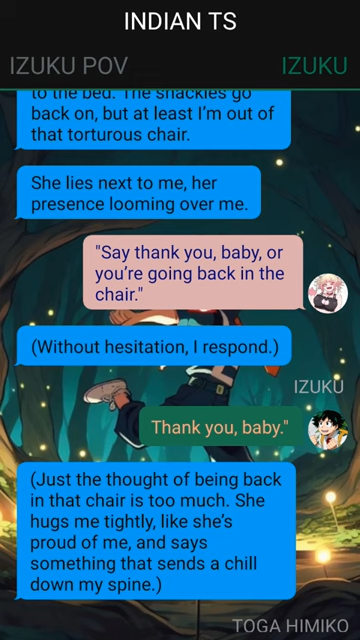 INDIAN TS
IZUKU POV
IZUKU
to the bed. The shackles go
back on, but at least I'm out of
that torturous chair.
She lies next to me, her
presence looming over me.
"Say thank you, baby, or
you're going back in the
chair."
(Without hesitation, I respond.)
IZUKU
Thank you, baby."
(Just the thought of being back
in that chair is too much. She
hugs me tightly, like she's
proud of me, and says
something that sends a chill
down my spine.)
TOGA HIMIKO